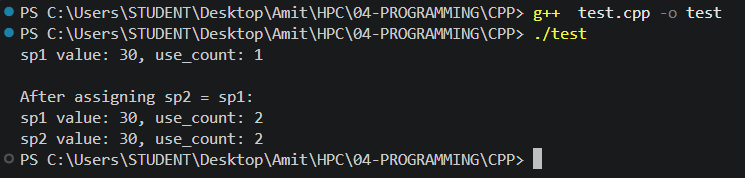 PS C:\Users\STUDENT\Desktop\Amit\HPC\04-PROGRAMMING\CPP> g++  test.cpp -o test
PS C:\Users\STUDENT\Desktop\Amit\HPC\04-PROGRAMMING\CPP> ./test
sp1 value: 30, use_count: 1

After assigning sp2 = sp1:
sp1 value: 30, use_count: 2
sp2 value: 30, use_count: 2
PS C:\Users\STUDENT\Desktop\Amit\HPC\04-PROGRAMMING\CPP>